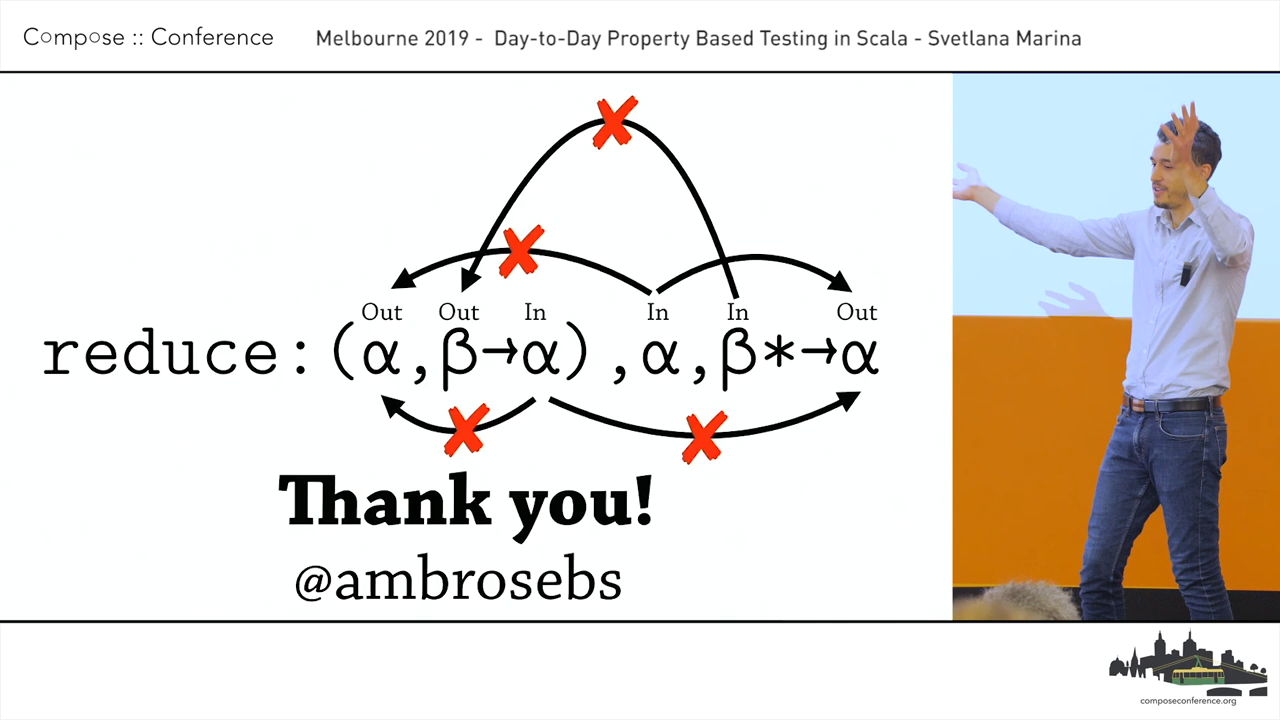 Compose :: Conference
Melbourne 2019 - Day-to-Day Property Based Testing in Scala - Svetlana Marina
Out Out In In In Out
reduce:(α,β→α),α,β*→α
Thank you!
@ambrosebs
composeconference.org